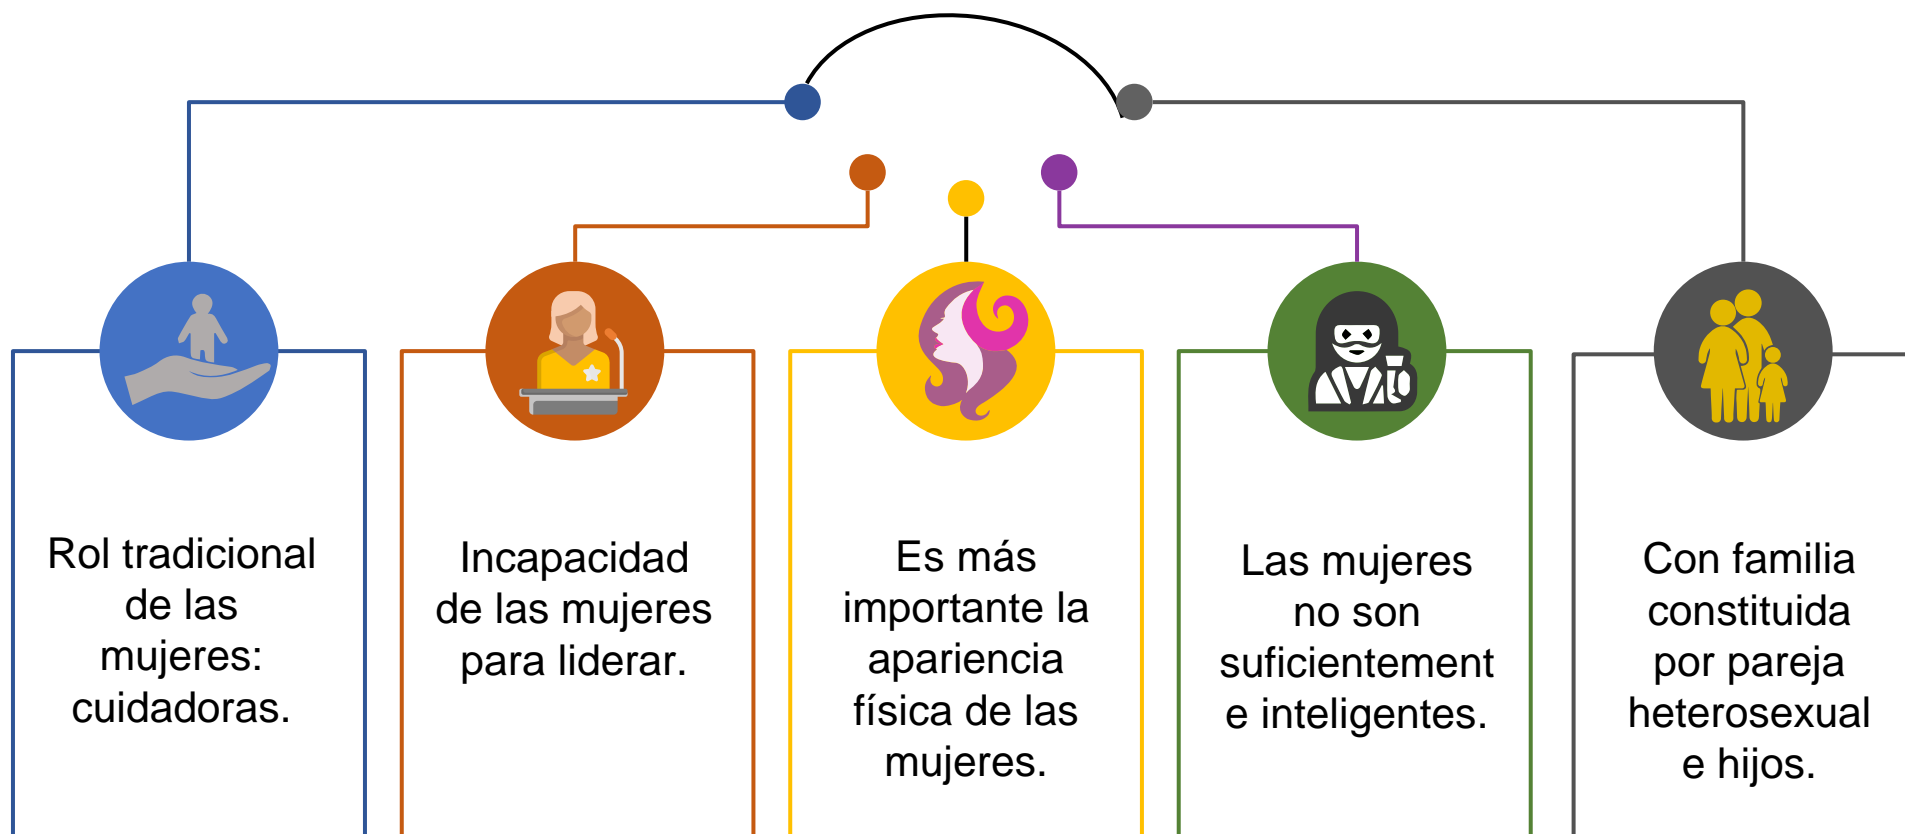 Rol tradicional
de las
mujeres:
cuidadoras.
Incapacidad
de las mujeres
para liderar.
Es más
importante la
apariencia
física de las
mujeres.
Las mujeres
no son
suficientement
e inteligentes.
Con familia
constituida
por pareja
heterosexual
e hijos.